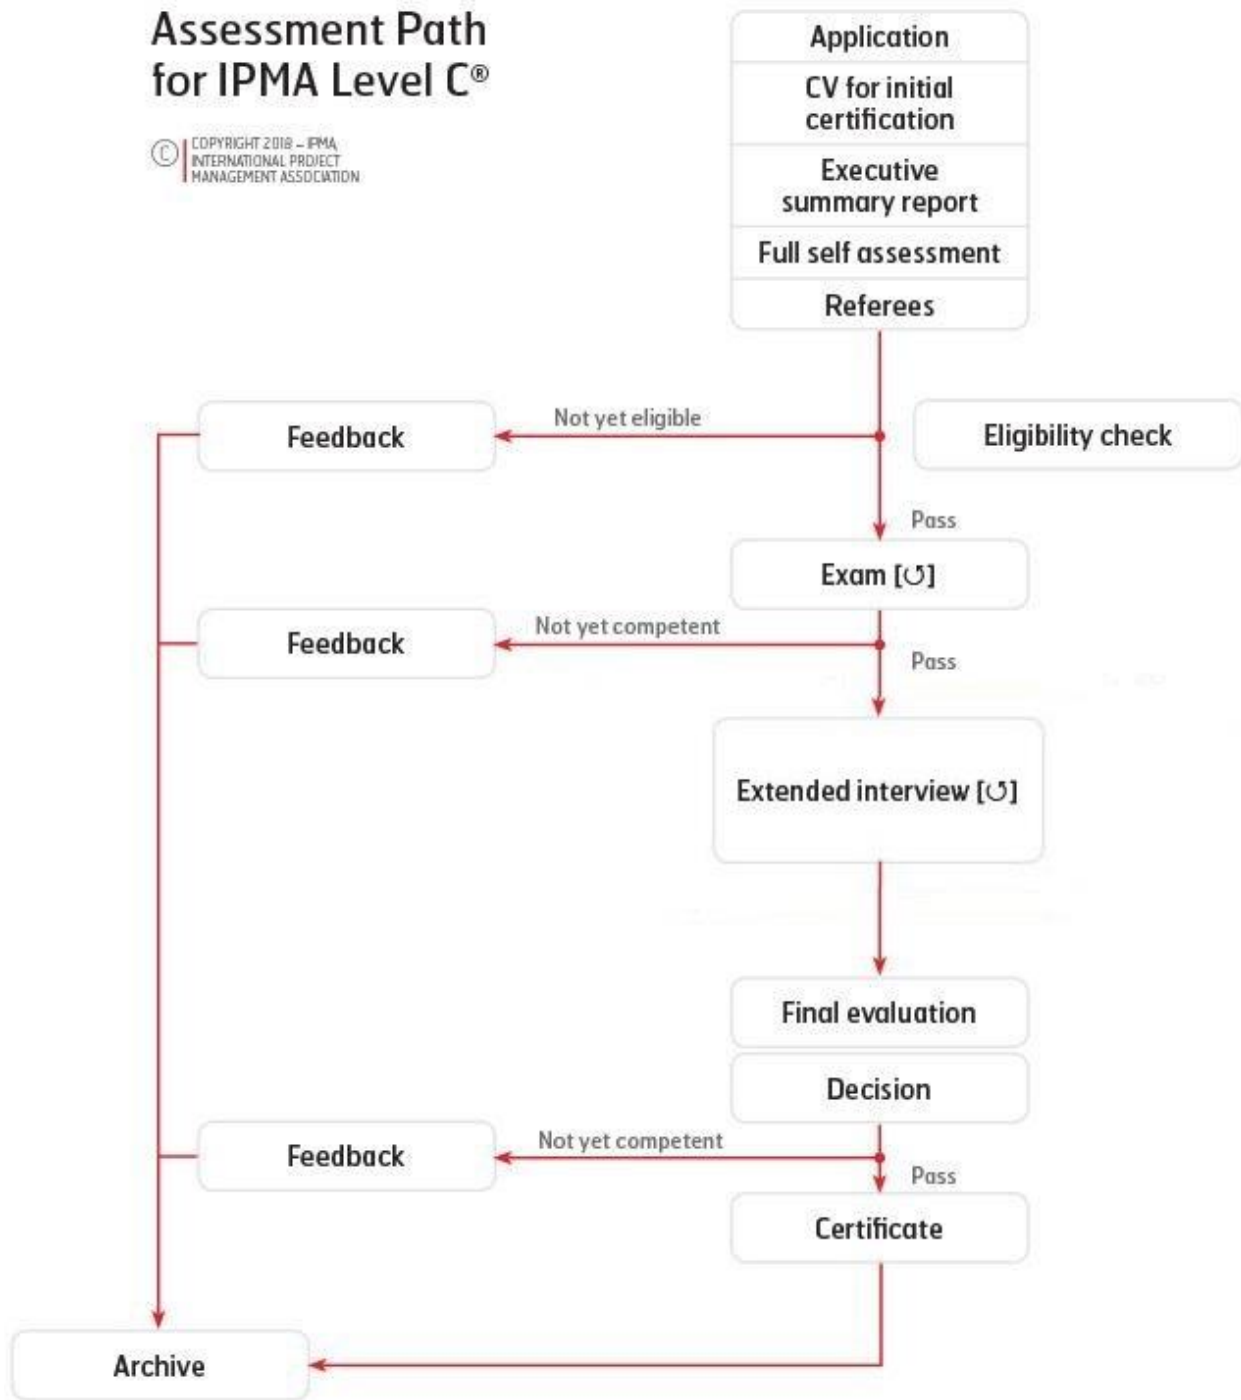 Assessment Path
for IPMA Level C®
© COPYRIGHT 2018 – IPMA,
INTERNATIONAL PROJECT
MANAGEMENT ASSOCIATION
Application
CV for initial
certification
Executive
summary report
Full self assessment
Referees
Feedback
Not yet eligible
Eligibility check
Pass
Exam [↺]
Feedback
Not yet competent
Pass
Extended interview [↺]
Final evaluation
Decision
Feedback
Not yet competent
Pass
Certificate
Archive